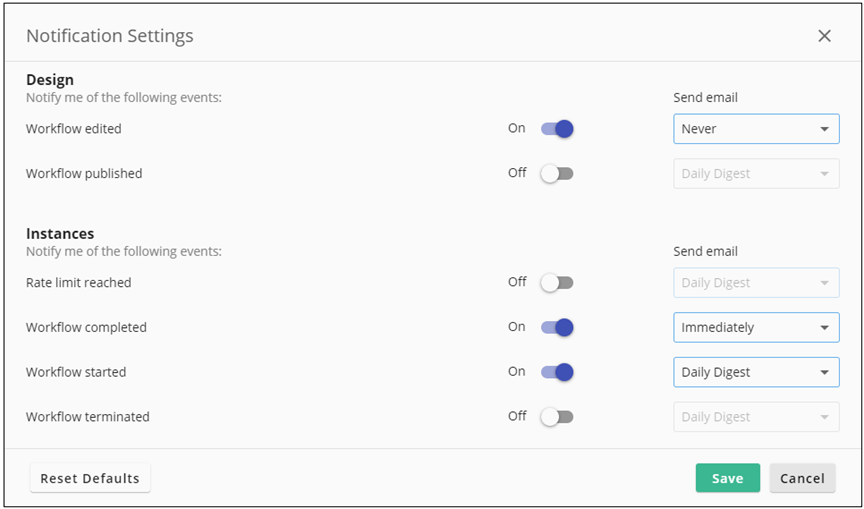 Notification Settings
Design
Notify me of the following events:
Send email
Workflow edited On Never
Workflow published Off Daily Digest
Instances
Notify me of the following events:
Send email
Rate limit reached Off Daily Digest
Workflow completed On Immediately
Workflow started On Daily Digest
Workflow terminated Off Daily Digest
Reset Defaults Save Cancel